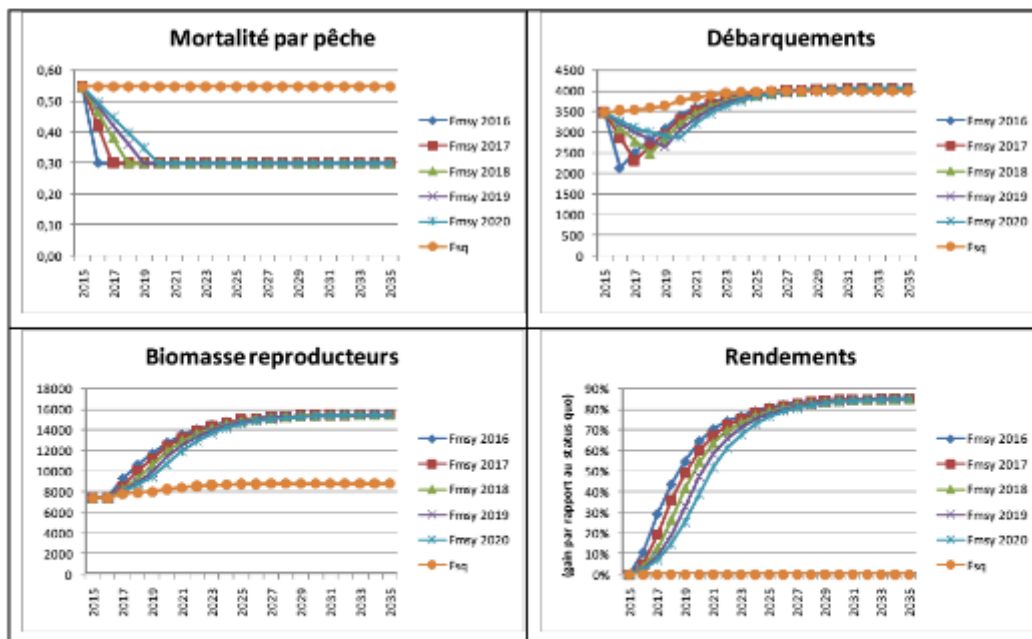 Mortalité par pêche
0,60
0,50
0,40
0,30
0,20
0,10
0,00
2015
2017
2019
2021
2023
2025
2027
2029
2031
2033
2035
Fmsy 2016
Fmsy 2017
Fmsy 2018
Fmsy 2019
Fmsy 2020
Fsq
Débarquements
4500
4000
3500
3000
2500
2000
1500
1000
500
0
2015
2017
2019
2021
2023
2025
2027
2029
2031
2033
2035
Fmsy 2016
Fmsy 2017
Fmsy 2018
Fmsy 2019
Fmsy 2020
Fsq
Biomasse reproducteurs
18000
16000
14000
12000
10000
8000
6000
4000
2000
0
2015
2017
2019
2021
2023
2025
2027
2029
2031
2033
2035
Fmsy 2016
Fmsy 2017
Fmsy 2018
Fmsy 2019
Fmsy 2020
Fsq
Rendements
(gain par rapport au status quo)
90%
80%
70%
60%
50%
40%
30%
20%
10%
0%
2015
2017
2019
2021
2023
2025
2027
2029
2031
2033
2035
Fmsy 2016
Fmsy 2017
Fmsy 2018
Fmsy 2019
Fmsy 2020
Fsq